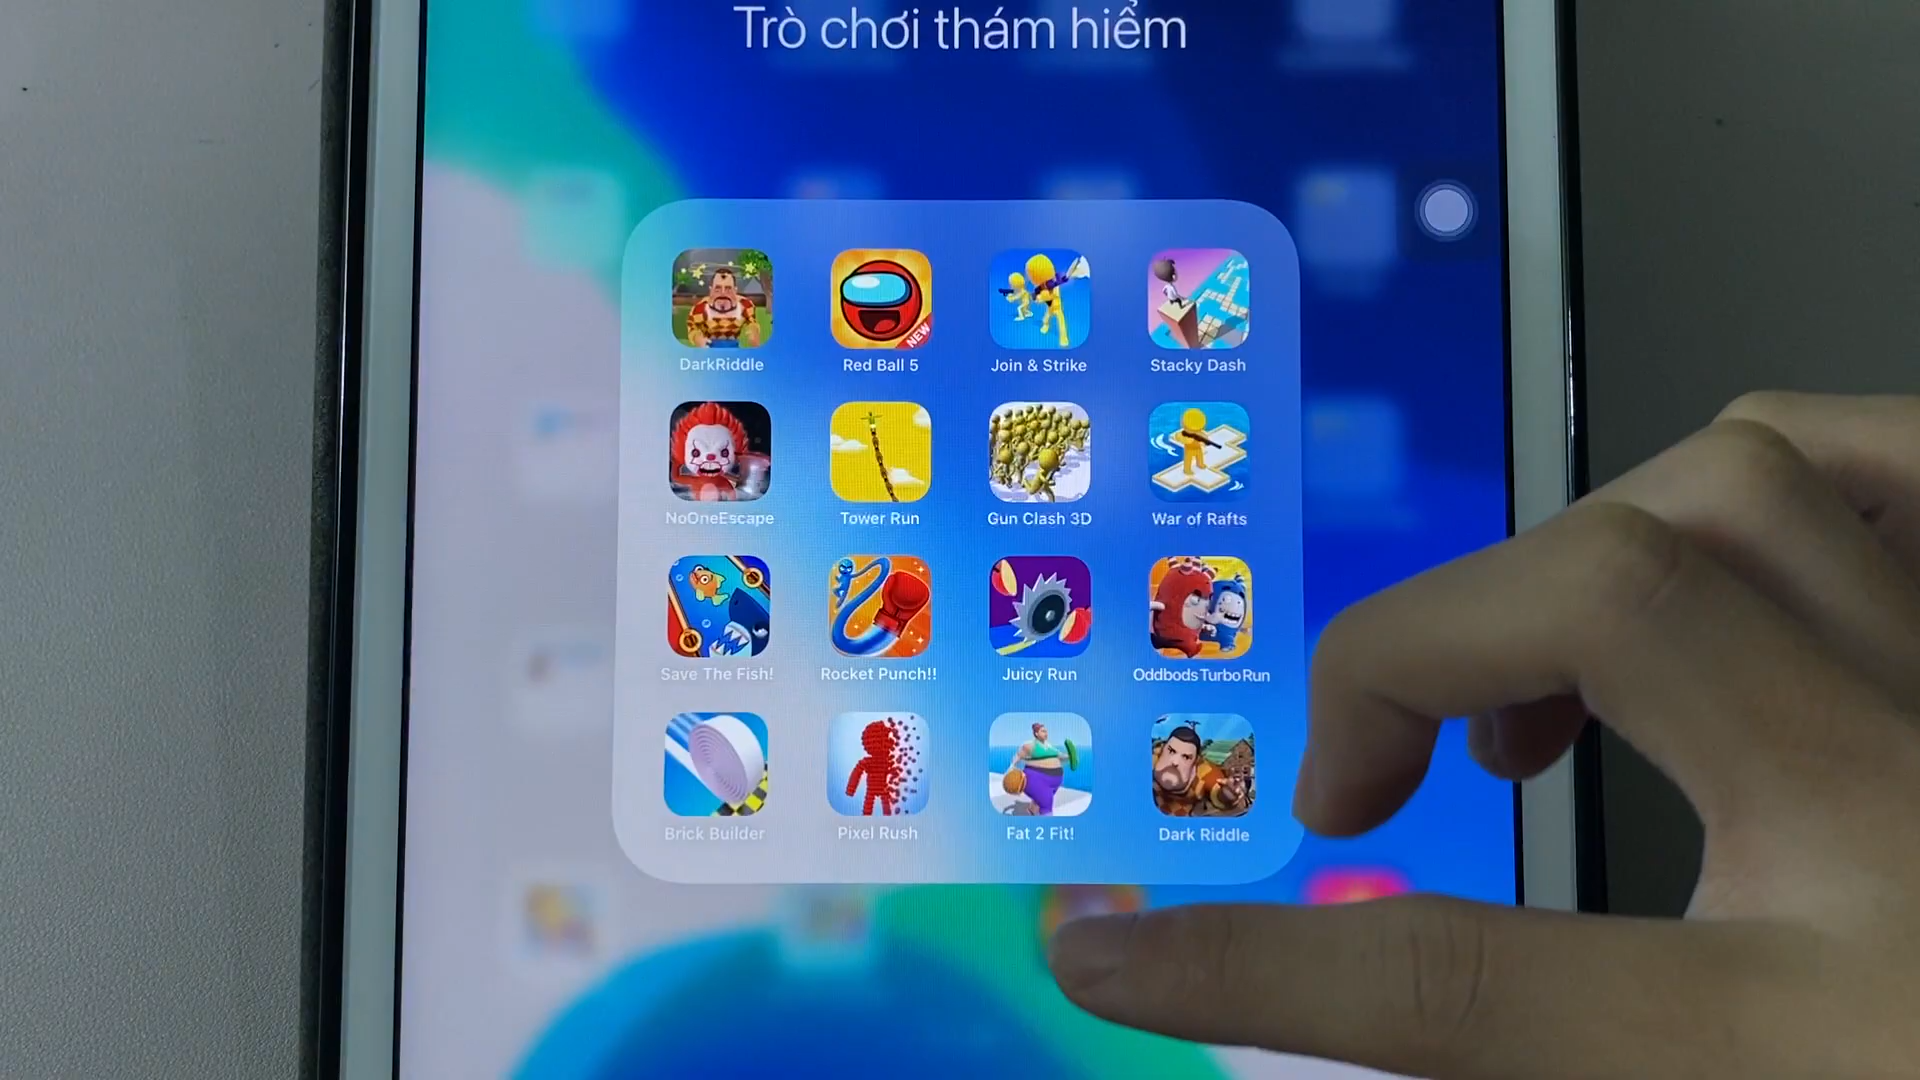 Trò chơi thám hiểm
DarkRiddle
Red Ball 5
Join & Strike
Stacky Dash
NEW
NoOneEscape
Tower Run
Gun Clash 3D
War of Rafts
Save The Fish!
Rocket Punch!!
Juicy Run
Oddbods Turbo Run
Brick Builder
Pixel Rush
Fat 2 Fit!
Dark Riddle